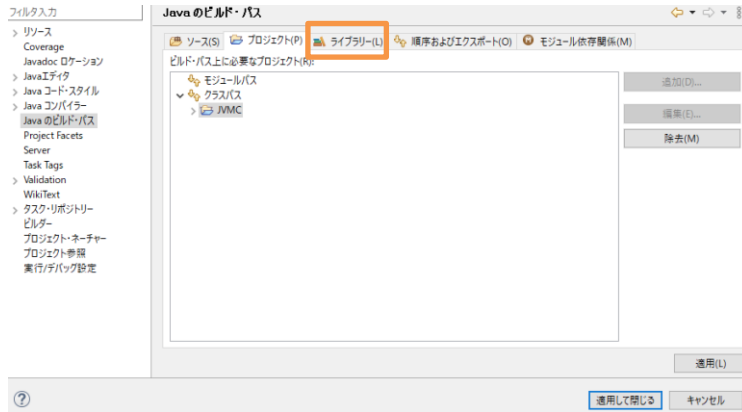 フィルタ入力
Java のビルド・パス
リソース
Coverage
Javadoc ロケーション
Javaエディタ
Java コード・スタイル
Java コンパイラー
Java のビルド・パス
Project Facets
Server
Task Tags
Validation
WikiText
タスク・リポジトリー
ビルダー
プロジェクト・ネーチャー
プロジェクト参照
実行/デバッグ設定
ソース(S) プロジェクト(P) ライブラリー(L) 順序およびエクスポート(O) モジュール依存関係(M)
ビルド・パス上に必要なプロジェクト(R):
モジュールパス
クラスパス
JVMC
追加(D)...
編集(E)...
除去(M)
適用(L)
適用して閉じる キャンセル